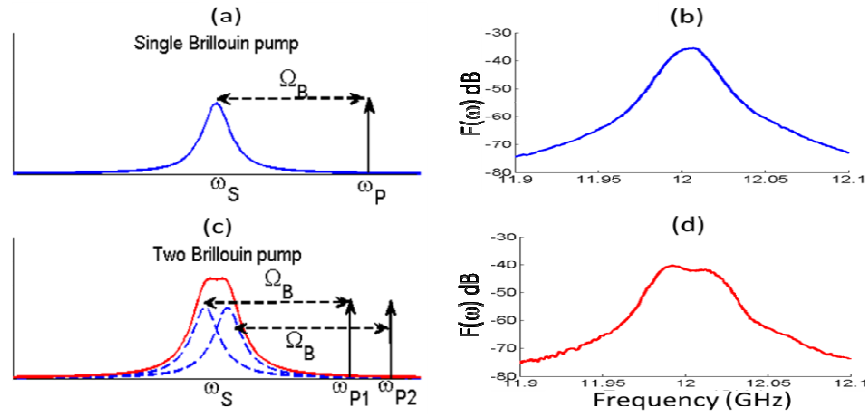 (a)
Single Brillouin pump
Ω_B
ω_S
ω_P
(b)
F(ω) dB
-30
-40
-50
-60
-70
-80
11.9
11.95
12
12.05
12.1
(c)
Two Brillouin pump
Ω_B
Ω_B
ω_S
ω_P1
ω_P2
(d)
F(ω) dB
-30
-40
-50
-60
-70
-80
11.9
11.95
12
12.05
12.1
Frequency (GHz)